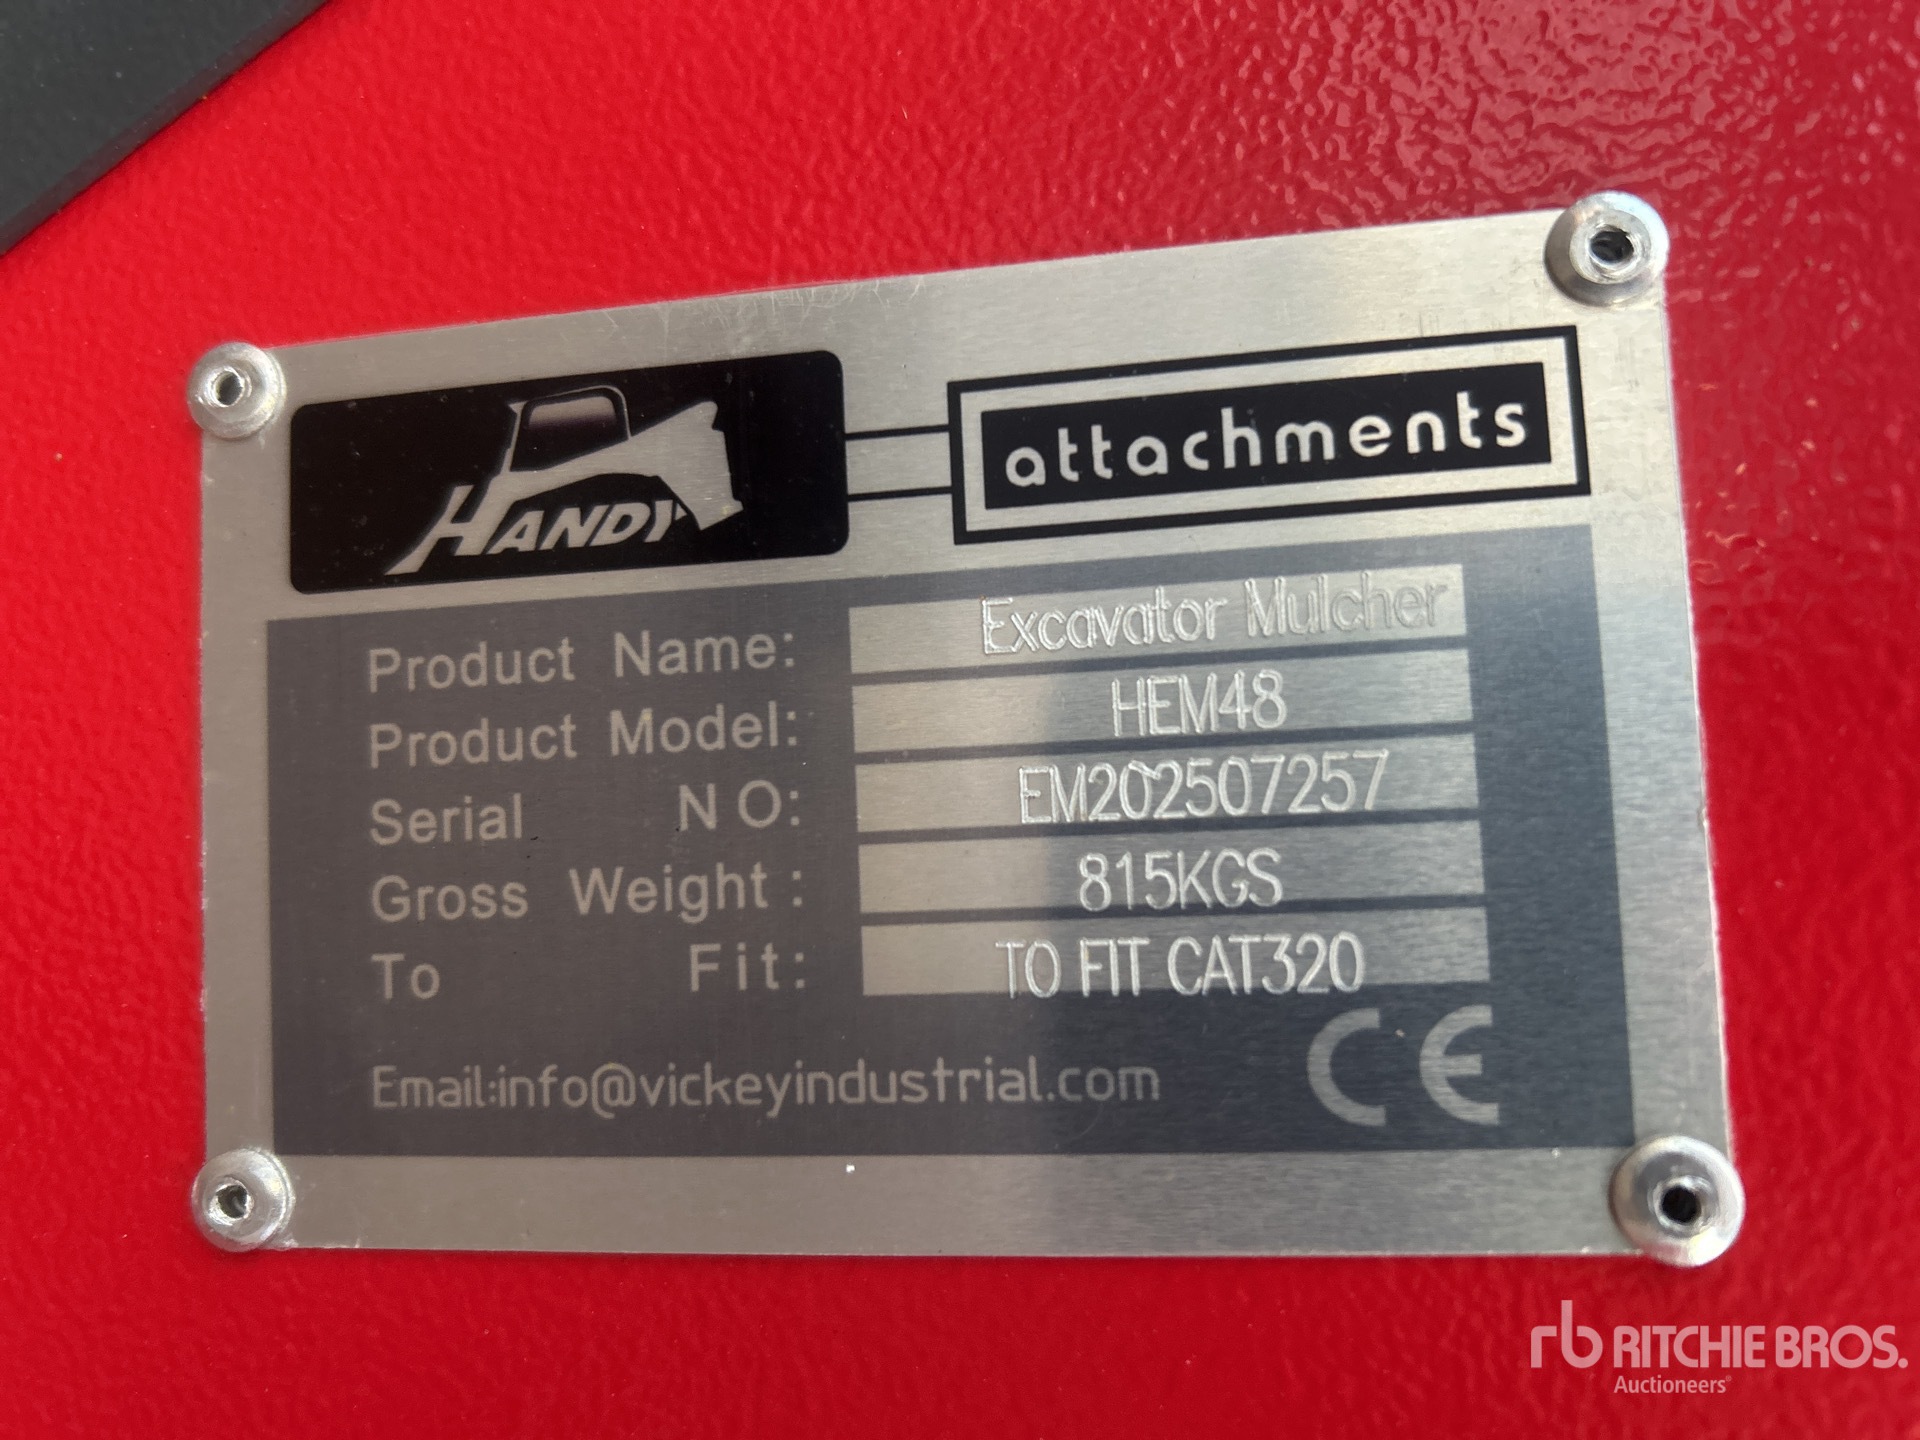 HANDY attachments
Product Name: Excavator Mulcher
Product Model: HEM48
Serial NO: EM202507257
Gross Weight: 815KGS
To Fit: TO FIT CAT320
Email:info@vickeyindustrial.com CE
rb RITCHIE BROS.
Auctioneers